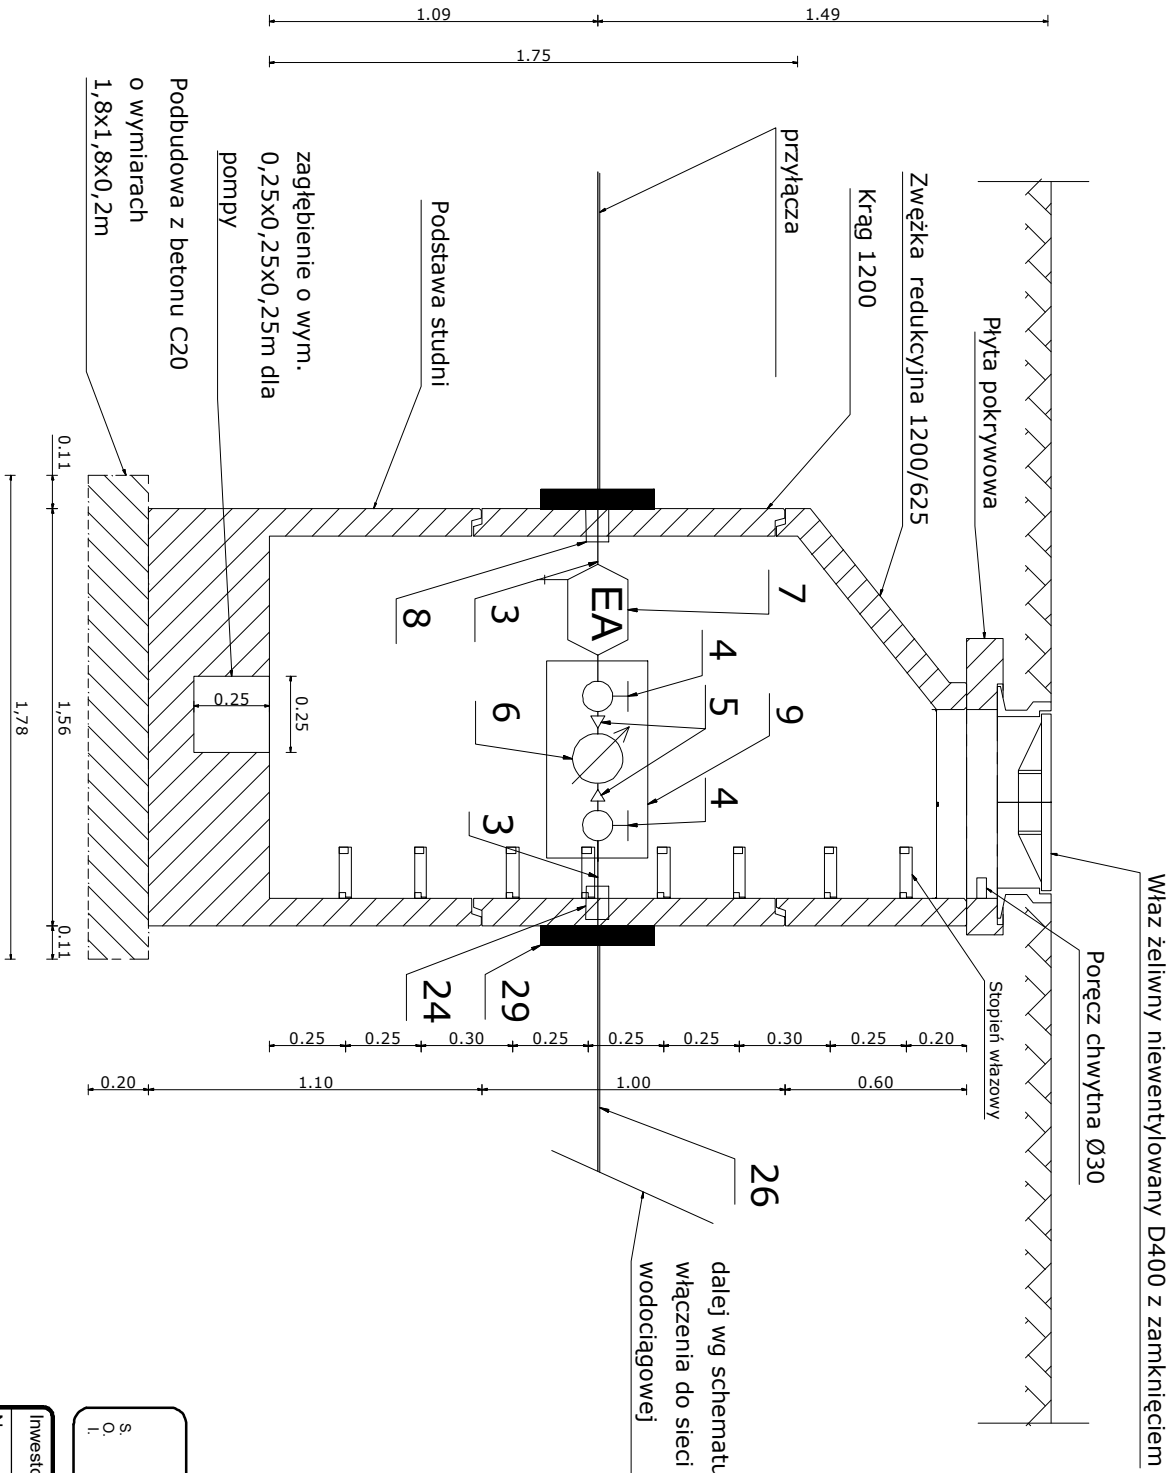 Właz żeliwny niewentylowany D400 z zamknięciem
Poręcz chwytna Ø30
Stopień włazowy
Płyta pokrywowa
Zwężka redukcyjna 1200/625
Krąg 1200
przyłącza
Podstawa studni
zagłębienie o wym.
0,25x0,25x0,25m dla
pompy
Podbudowa z betonu C20
o wymiarach
1,8x1,8x0,2m
dalej wg schematu
włączenia do sieci
wodociągowej
EA
7
3
8
4
5
9
6
4
3
24
29
26
1.09
1.49
1.75
0.25
0.25
0.11
1,56
0.11
1,78
0.25
0.25
0.30
0.25
0.25
0.25
0.30
0.25
0.20
0.20
1.10
1.00
0.60
S.
O.
I.